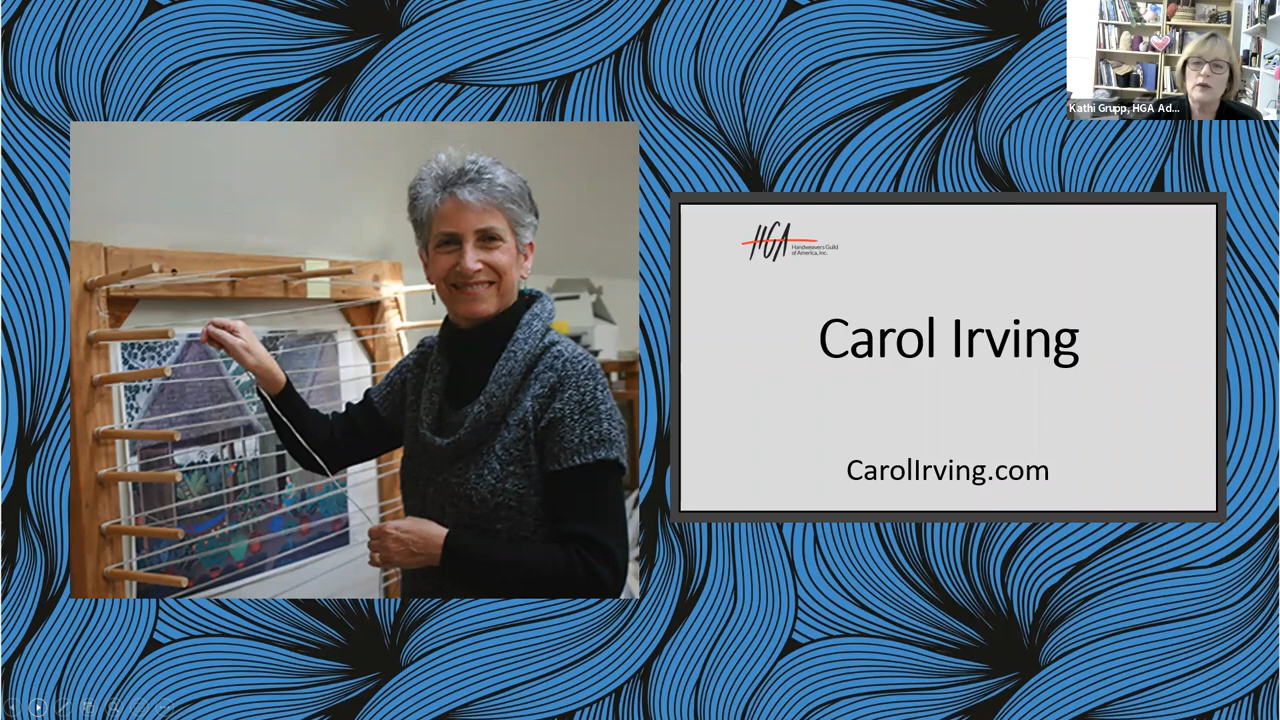 Kathi Grupp, HGA Ad...
HGA
Handweavers Guild
of America, Inc.
Carol Irving
CarolIrving.com